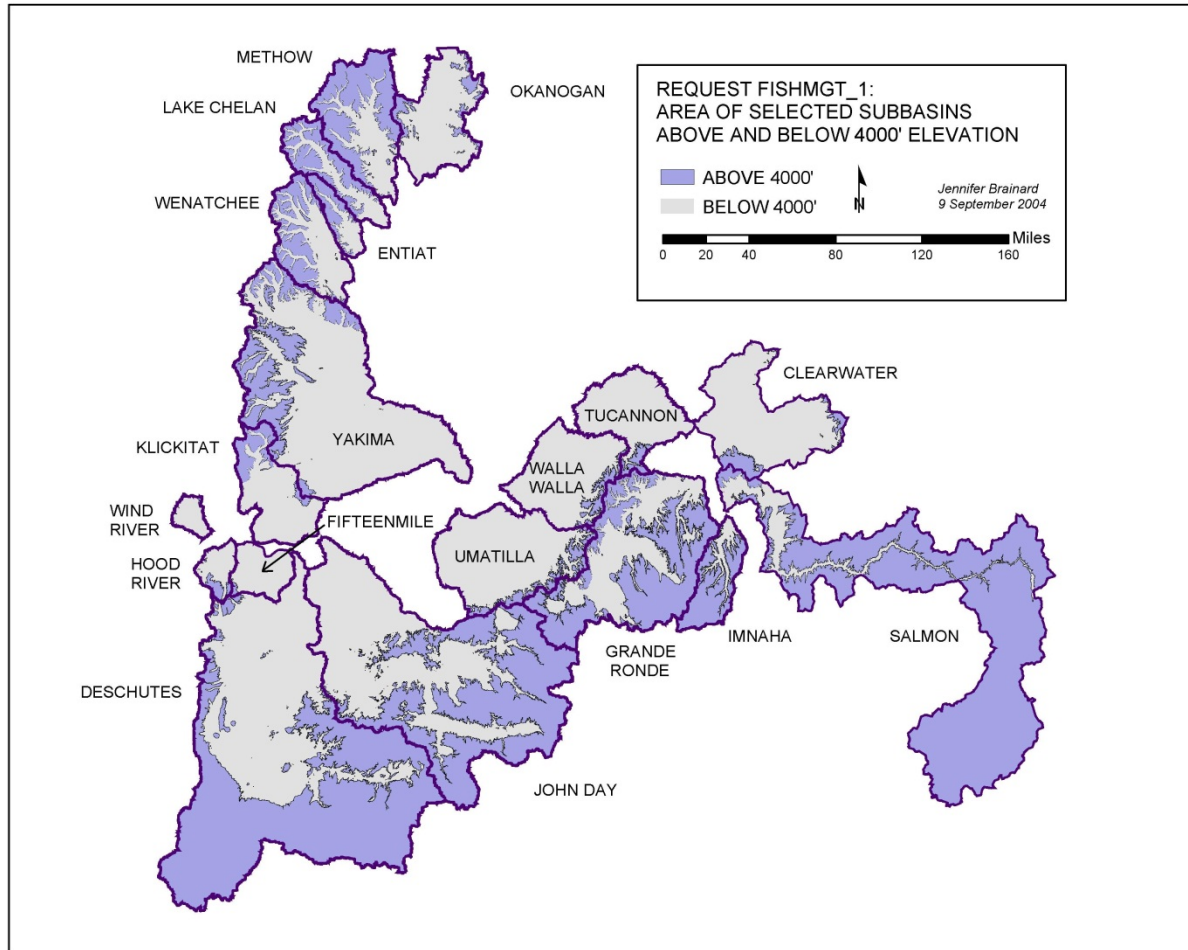 METHOW
LAKE CHELAN
OKANOGAN
WENATCHEE
ENTIAT
REQUEST FISHMGT_1:
AREA OF SELECTED SUBBASINS
ABOVE AND BELOW 4000' ELEVATION
ABOVE 4000'
BELOW 4000'
N
Jennifer Brainard
9 September 2004
Miles
0 20 40 80 120 160
CLEARWATER
TUCANNON
YAKIMA
KLICKITAT
WALLA
WALLA
WIND
RIVER
FIFTEENMILE
HOOD
RIVER
UMATILLA
IMNAHA
SALMON
GRANDE
RONDE
DESCHUTES
JOHN DAY